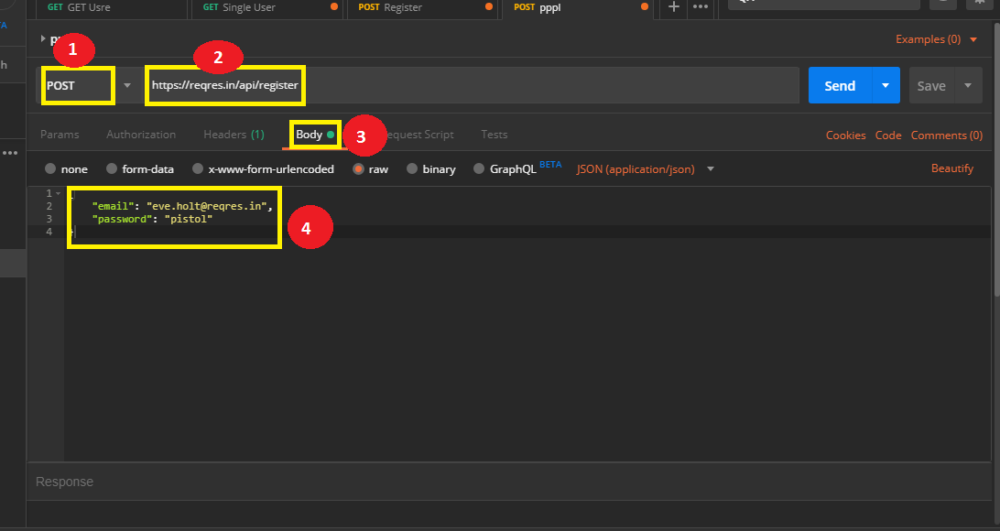 GET GET Usre GET Single User POST Register POST pppl + •••
Examples (0)
1 2
POST https://reqres.in/api/register Send Save
Params Authorization Headers (1) Body 3 equest Script Tests Cookies Code Comments (0)
none form-data x-www-form-urlencoded raw binary GraphQL BETA JSON (application/json) Beautify
1
2 "email": "eve.holt@reqres.in",
3 "password": "pistol"
4
4
Response